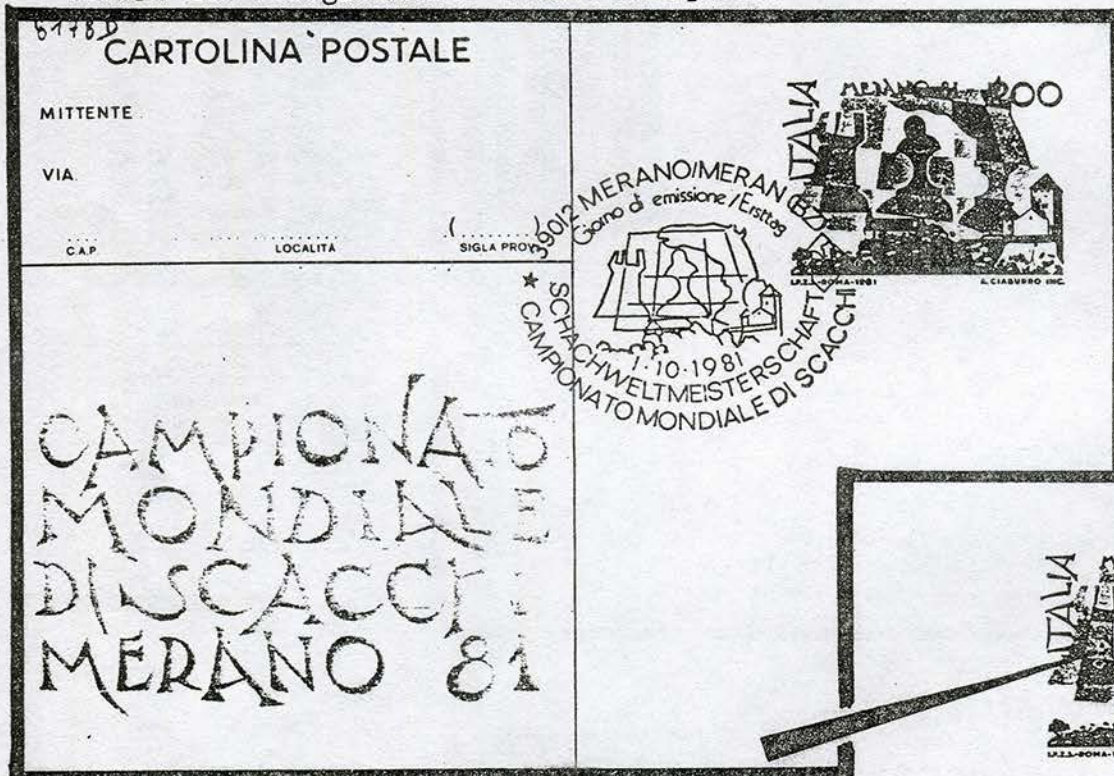 6178D
CARTOLINA POSTALE
MITTENTE
VIA
C.A.P. LOCALITÀ ( SIGLA PROV.)
ITALIA
MERANO 81 200
I.P.Z.S.-ROMA-1981 A. CIABURRO INC.
39012 MERANO/MERAN (BZ)
Giorno di emissione/Ersttag
1·10·1981
SCHACHWELTMEISTERSCHAFT
★ CAMPIONATO MONDIALE DI SCACCHI
CAMPIONATO
MONDIALE
DI SCACCHI
MERANO 81
ITALIA
I.P.Z.S.-ROMA-1